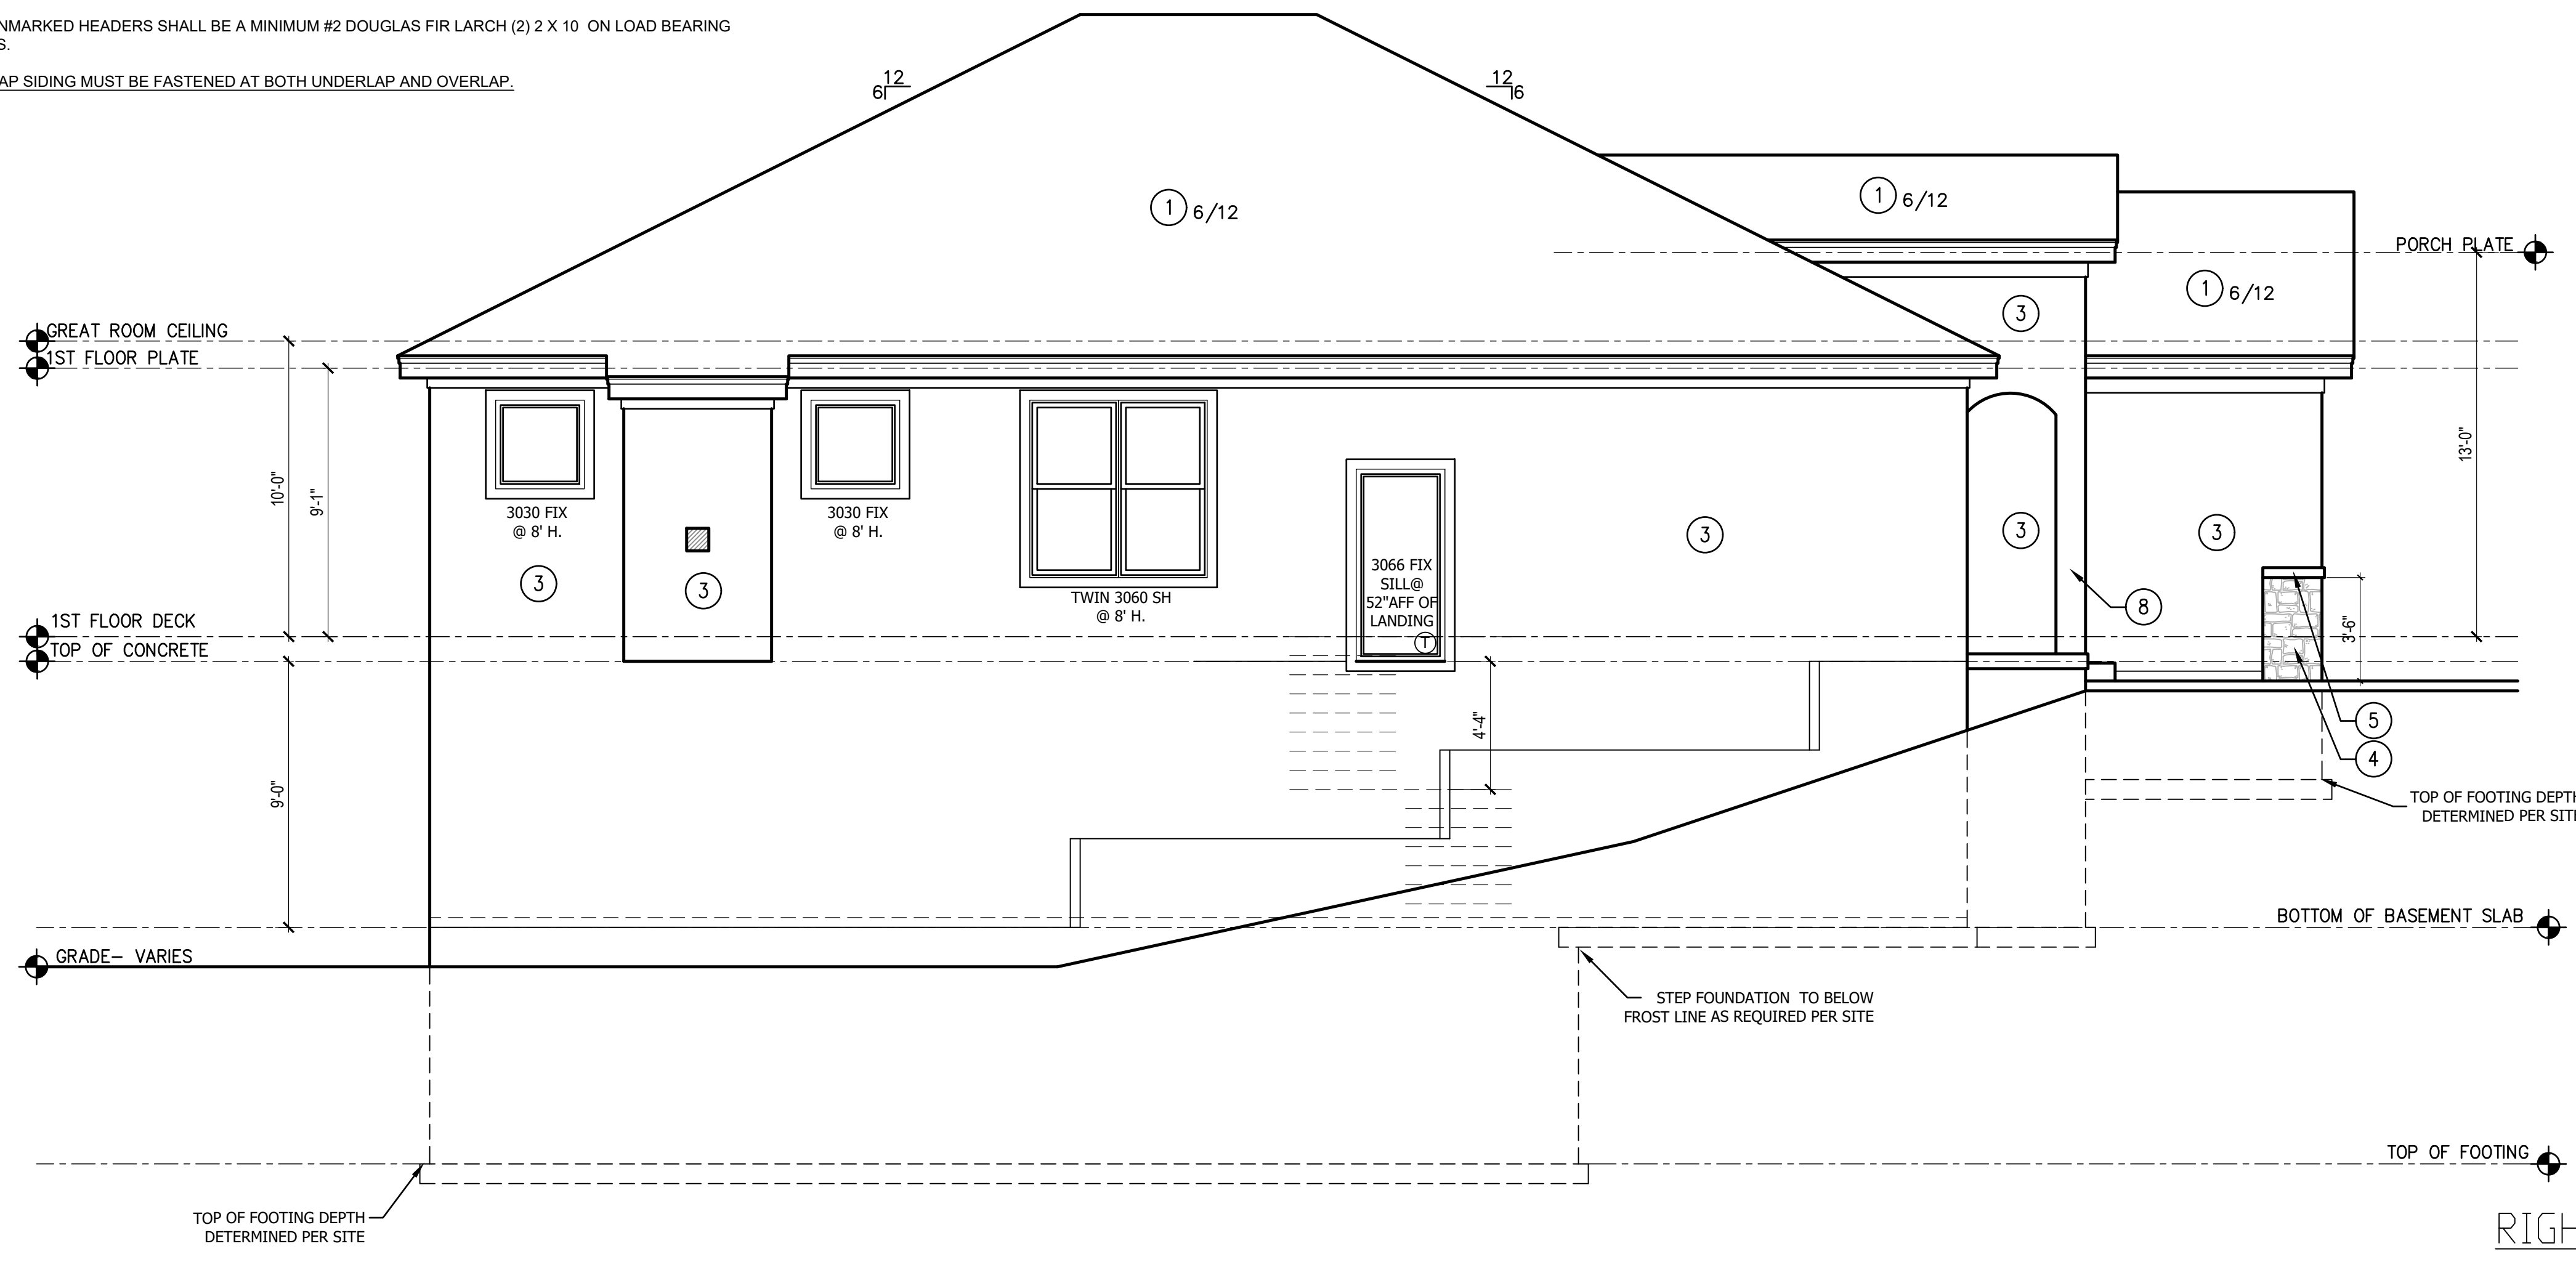 NMARKED HEADERS SHALL BE A MINIMUM #2 DOUGLAS FIR LARCH (2) 2 X 10 ON LOAD BEARING
S.
AP SIDING MUST BE FASTENED AT BOTH UNDERLAP AND OVERLAP.
12
6
12
6
1 6/12
1 6/12
1 6/12
PORCH PLATE
GREAT ROOM CEILING
1ST FLOOR PLATE
3
10'-0"
9'-1"
13'-0"
3030 FIX
@ 8' H.
3030 FIX
@ 8' H.
3
3
TWIN 3060 SH
@ 8' H.
3066 FIX
SILL@
52"AFF OF
LANDING
T
3
3
3
8
3'-6"
1ST FLOOR DECK
TOP OF CONCRETE
4'-4"
9'-0"
5
4
TOP OF FOOTING DEPTH
DETERMINED PER SITE
BOTTOM OF BASEMENT SLAB
GRADE- VARIES
STEP FOUNDATION TO BELOW
FROST LINE AS REQUIRED PER SITE
TOP OF FOOTING
TOP OF FOOTING DEPTH
DETERMINED PER SITE
RIGH